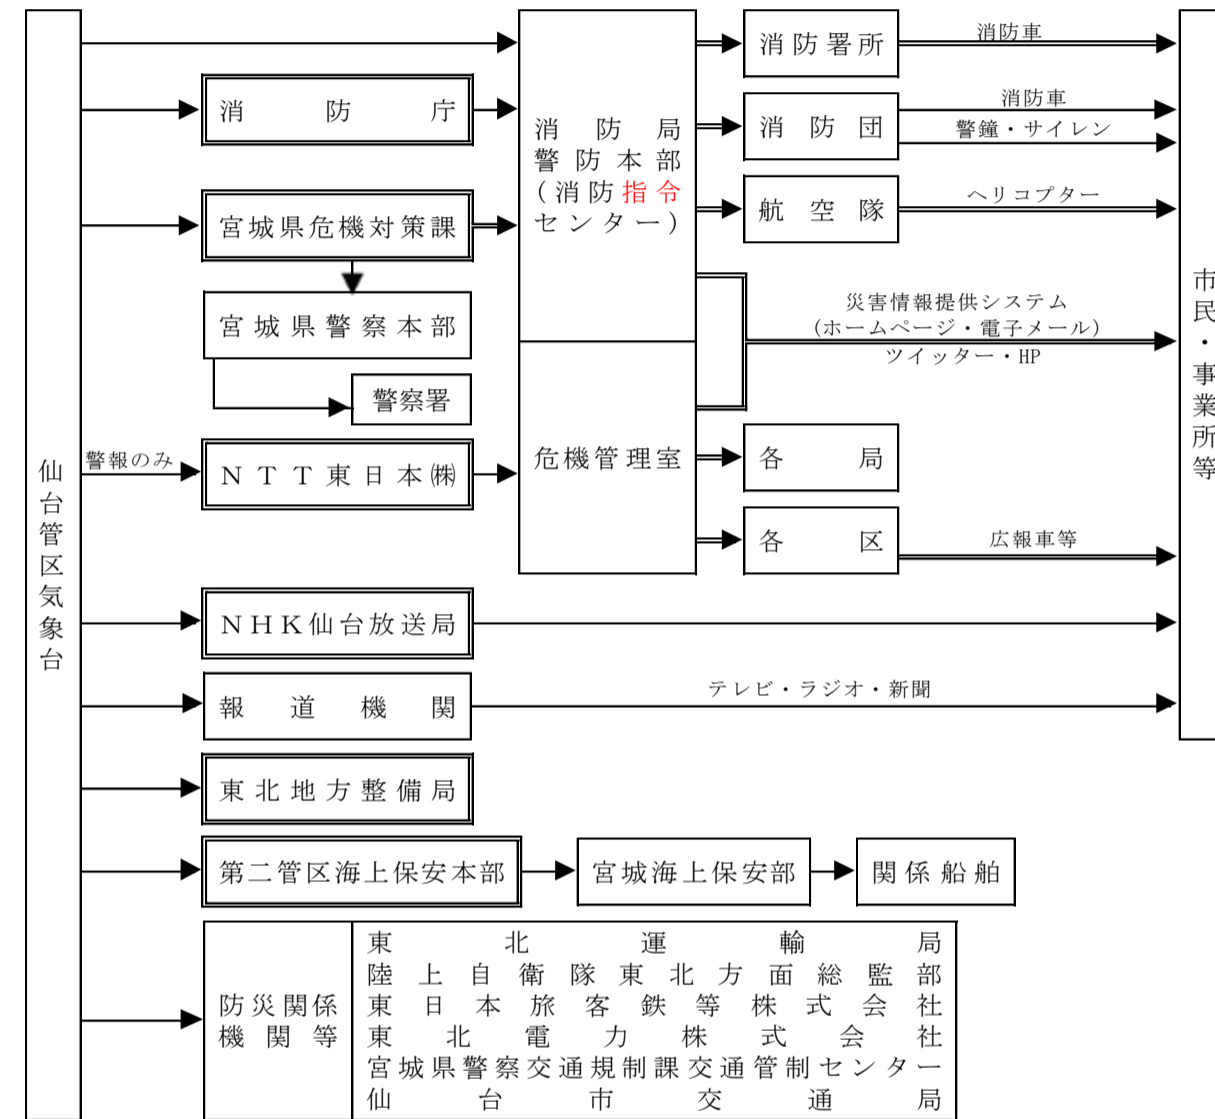 仙台管区気象台
消防庁
宮城県危機対策課
宮城県警察本部
警察署
警報のみ
NTT東日本㈱
NHK仙台放送局
報道機関
東北地方整備局
第二管区海上保安本部
宮城海上保安部
関係船舶
防災関係
機関等
東北運輸局
陸上自衛隊東北方面総監部
東日本旅客鉄等株式会社
東北電力株式会社
宮城県警察交通規制課交通管制センター
仙台市交通局
消防局
警防本部
(消防指令
センター)
危機管理室
消防署所
消防団
航空隊
各局
各区
消防車
消防車
警鐘・サイレン
ヘリコプター
災害情報提供システム
(ホームページ・電子メール)
ツイッター・HP
広報車等
テレビ・ラジオ・新聞
市民・事業所等